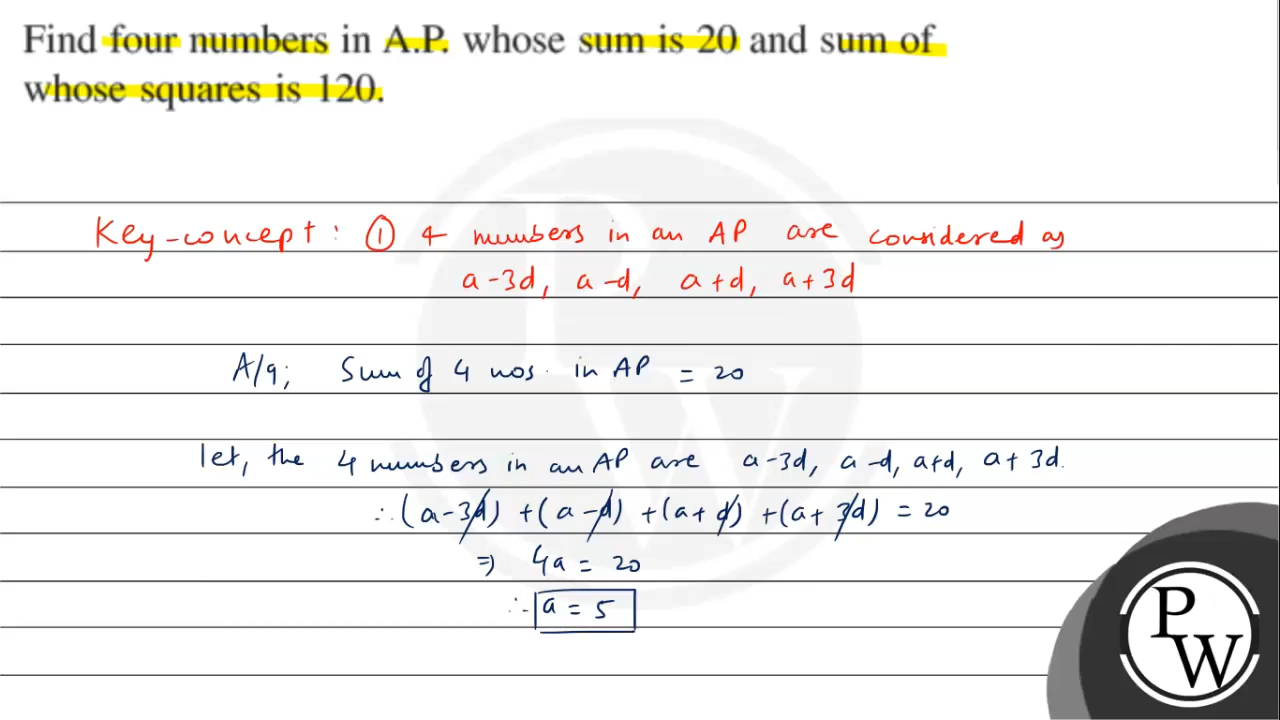 Find four numbers in A.P. whose sum is 20 and sum of
whose squares is 120.
Key-concept: ① 4 numbers in an AP are considered as
a-3d, a-d, a+d, a+3d
A/q; Sum of 4 nos. in AP = 20
let, the 4 numbers in an AP are a-3d, a-d, a+d, a+3d.
∴ (a-3d) + (a-d) + (a+d) + (a+3d) = 20
⇒ 4a = 20
∴ a = 5
P
W
P
W